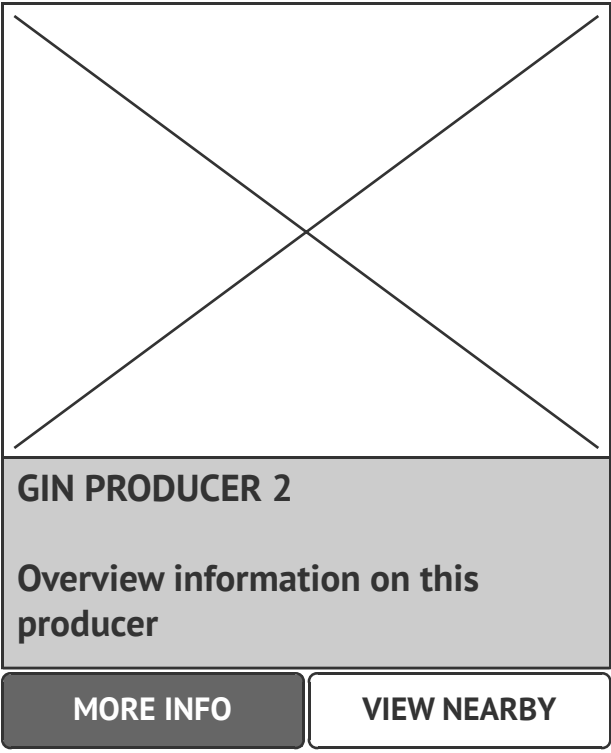 GIN PRODUCER 2
Overview information on this
producer
MORE INFO
VIEW NEARBY